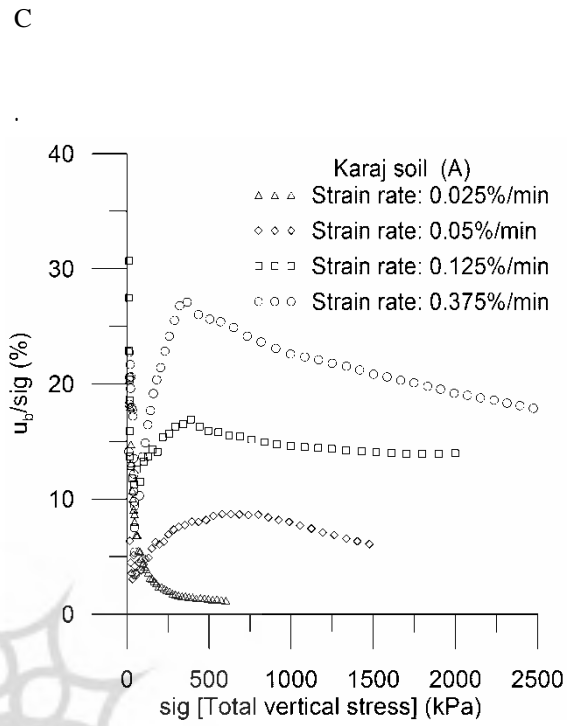 C
.
40
30
20
10
0
u_b/sig (%)
Karaj soil (A)
Strain rate: 0.025%/min
Strain rate: 0.05%/min
Strain rate: 0.125%/min
Strain rate: 0.375%/min
0 500 1000 1500 2000 2500
sig [Total vertical stress] (kPa)